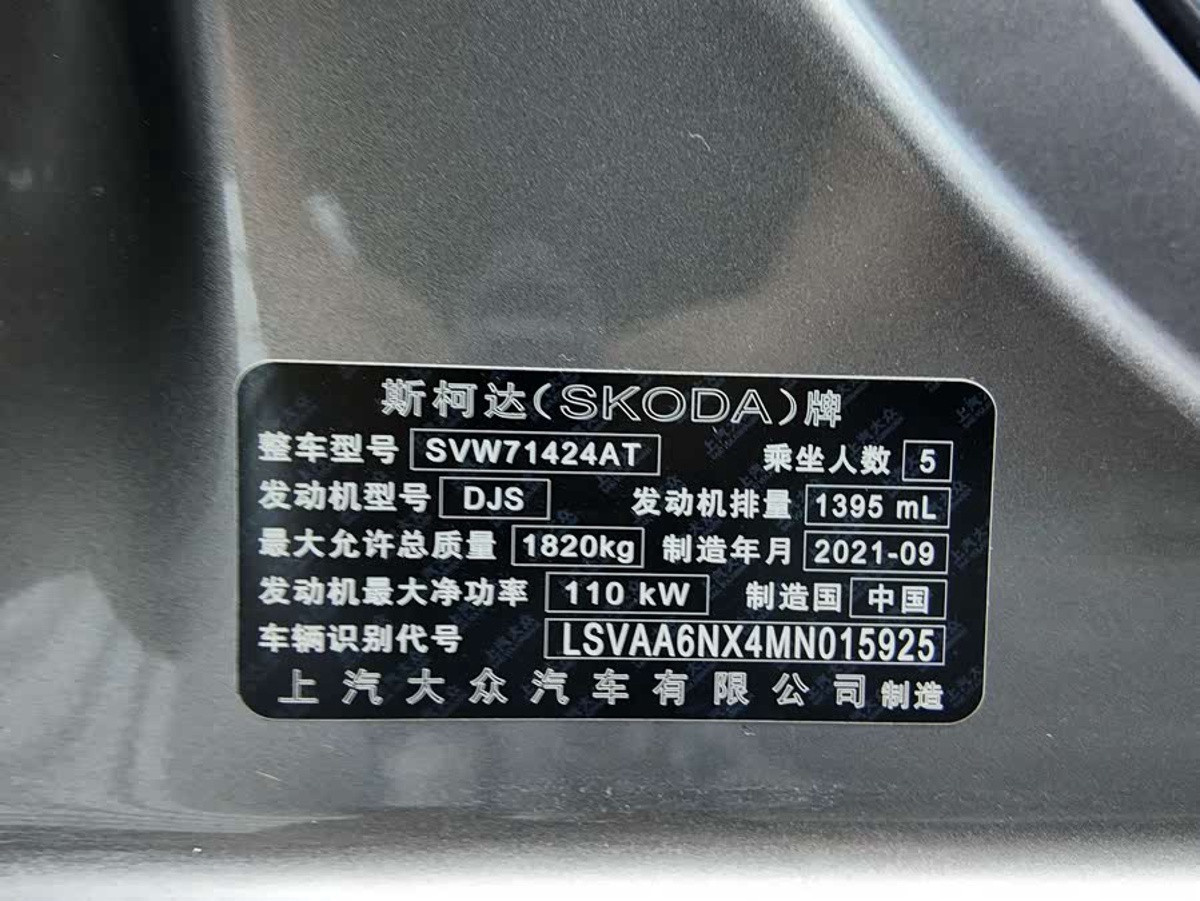 斯柯达(SKODA)牌
整车型号 SVW71424AT 乘坐人数 5
发动机型号 DJS 发动机排量 1395 mL
最大允许总质量 1820kg 制造年月 2021-09
发动机最大净功率 110 kW 制造国 中国
车辆识别代号 LSVAA6NX4MN015925
上汽大众汽车有限公司制造